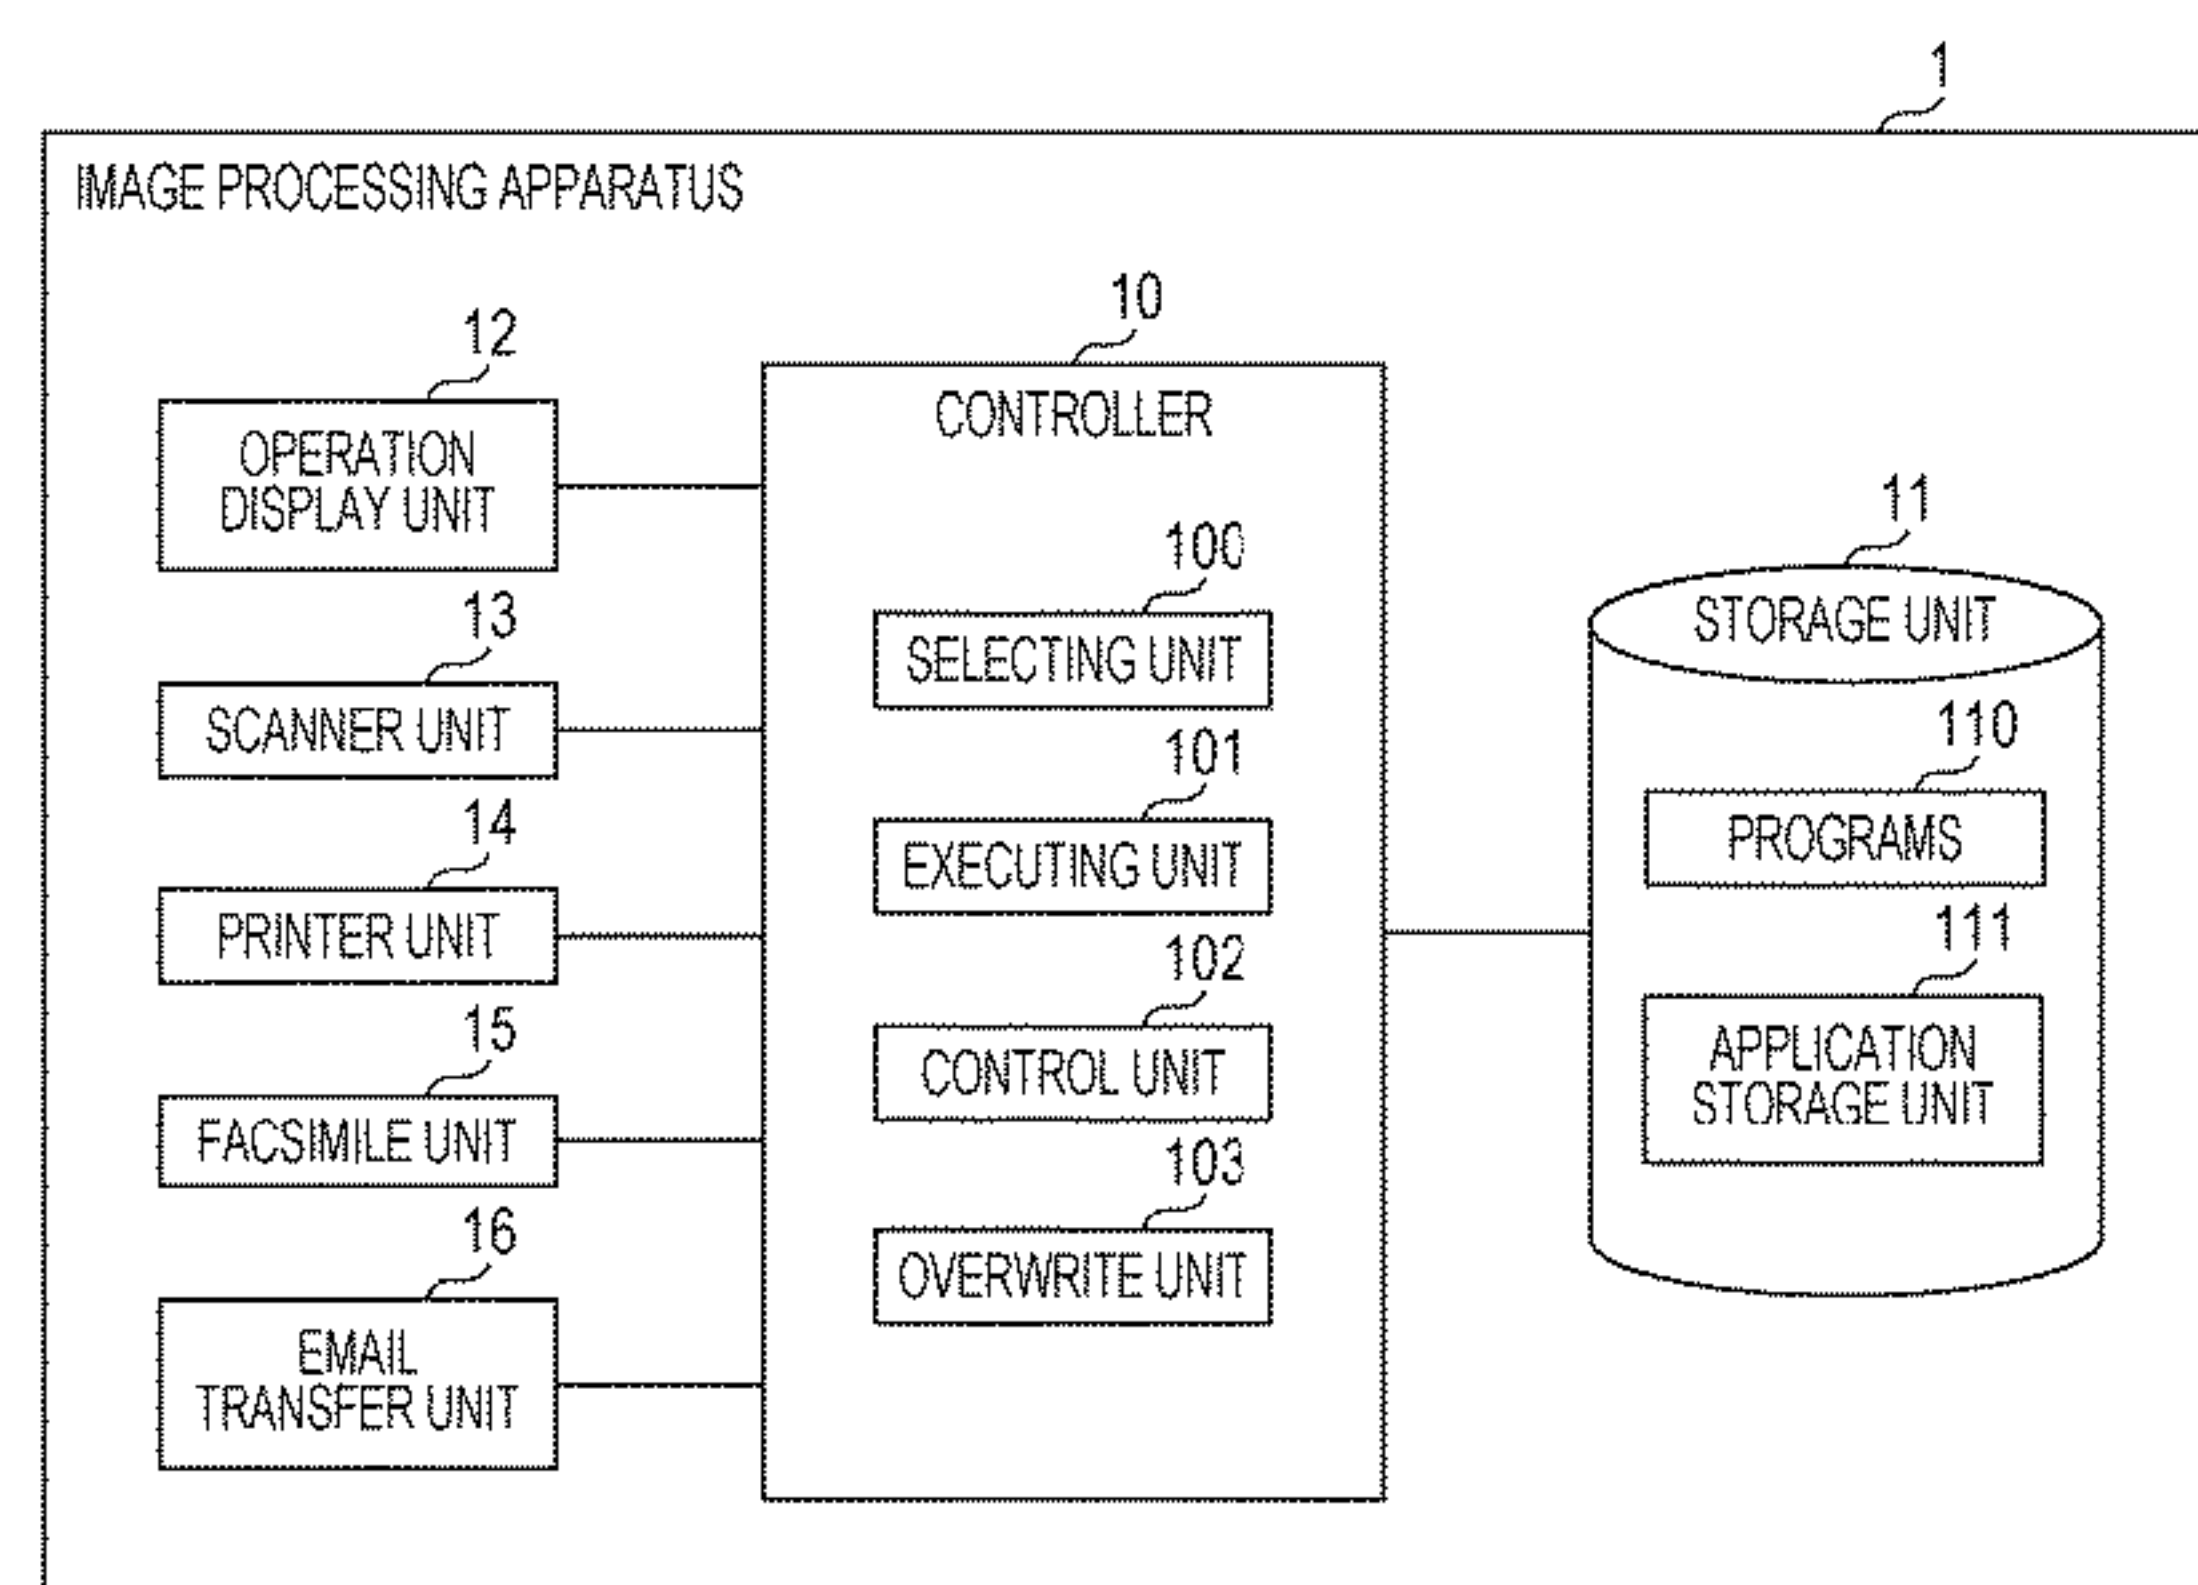 1
IMAGE PROCESSING APPARATUS
12
OPERATION
DISPLAY UNIT
13
SCANNER UNIT
14
PRINTER UNIT
15
FACSIMILE UNIT
16
EMAIL
TRANSFER UNIT
10
CONTROLLER
100
SELECTING UNIT
101
EXECUTING UNIT
102
CONTROL UNIT
103
OVERWRITE UNIT
11
STORAGE UNIT
110
PROGRAMS
111
APPLICATION
STORAGE UNIT